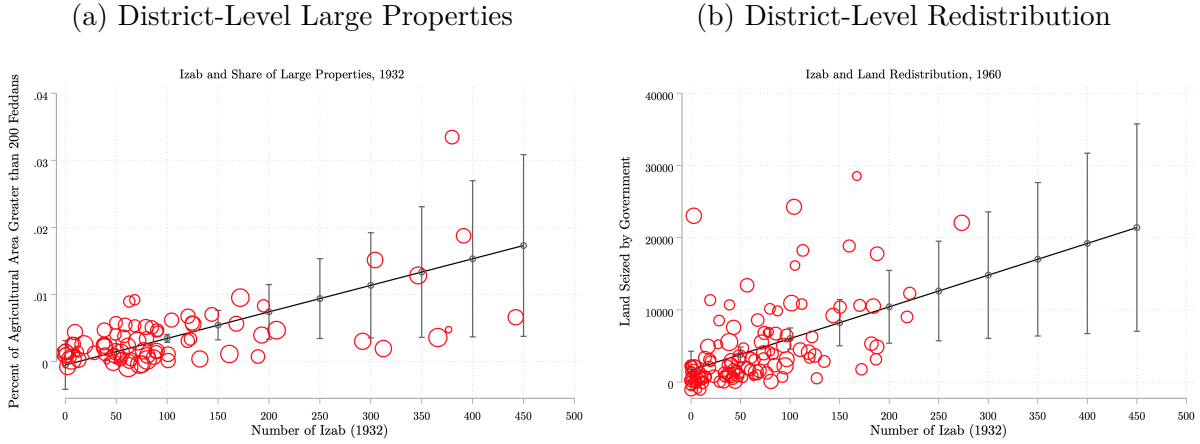 (a) District-Level Large Properties
Izab and Share of Large Properties, 1932
Percent of Agricultural Area Greater than 200 Feddans
.04
.03
.02
.01
0
0 50 100 150 200 250 300 350 400 450 500
Number of Izab (1932)
(b) District-Level Redistribution
Izab and Land Redistribution, 1960
Land Seized by Government
40000
30000
20000
10000
0
0 50 100 150 200 250 300 350 400 450 500
Number of Izab (1932)